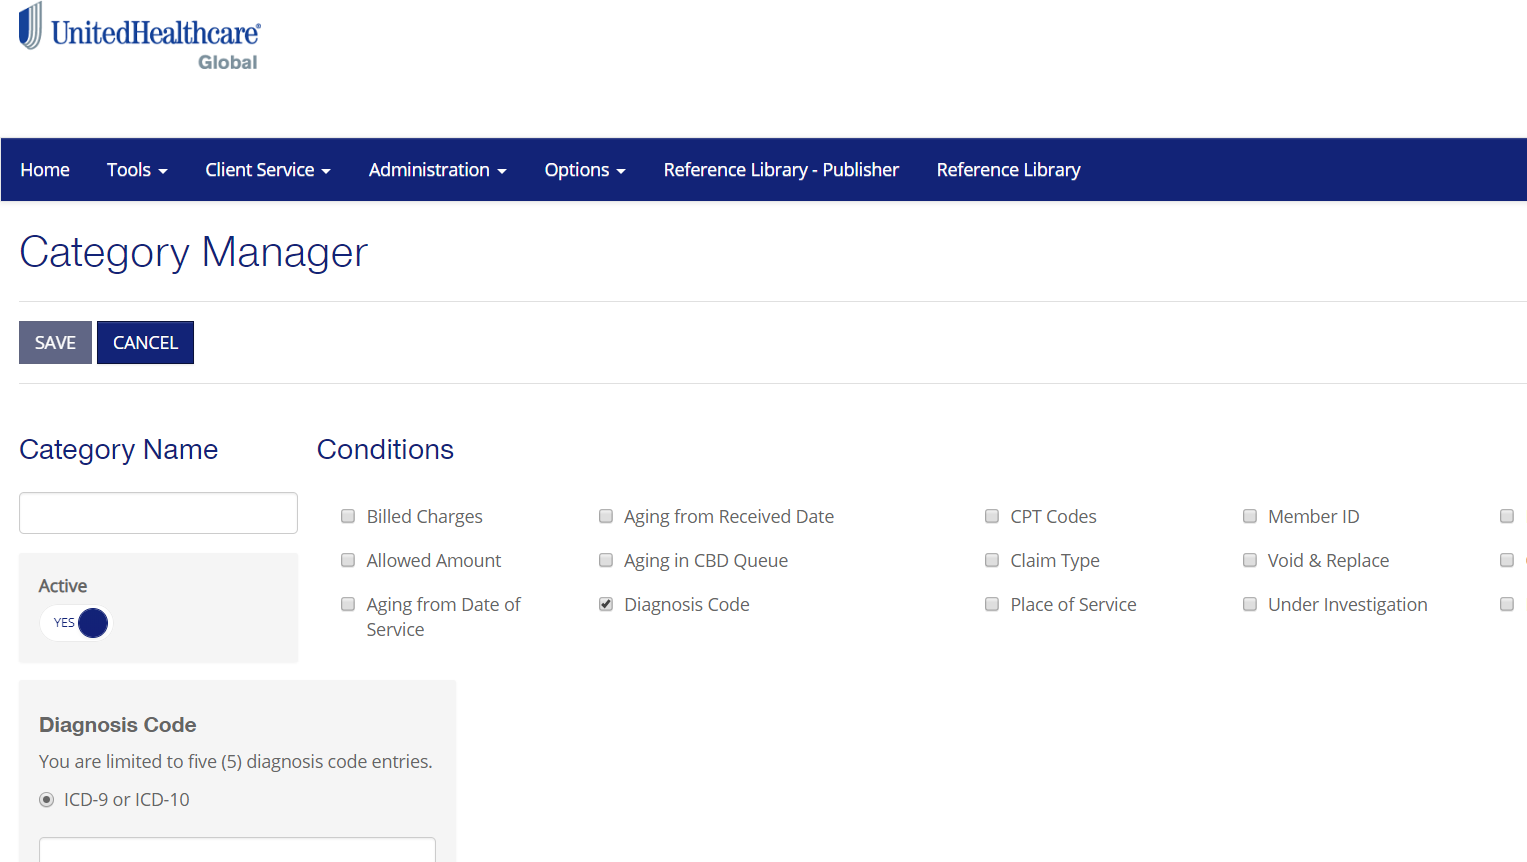 UnitedHealthcare®
Global
Home Tools Client Service Administration Options Reference Library - Publisher Reference Library
Category Manager
SAVE CANCEL
Category Name
Conditions
Billed Charges Aging from Received Date CPT Codes Member ID
Allowed Amount Aging in CBD Queue Claim Type Void & Replace
Aging from Date of Diagnosis Code Place of Service Under Investigation
Service
Active
YES
Diagnosis Code
You are limited to five (5) diagnosis code entries.
ICD-9 or ICD-10